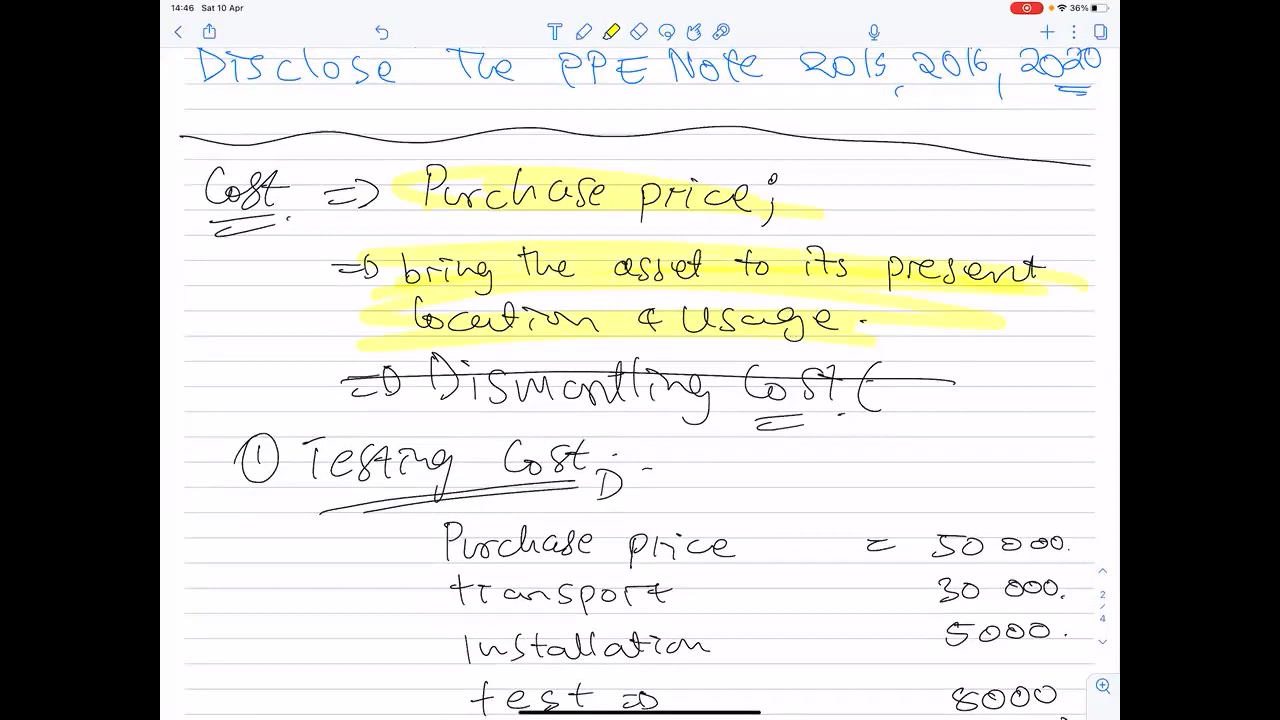 14:46 Sat 10 Apr
36%
Disclose the PPE Note 2015, 2016, 2020
Cost => Purchase price;
=> bring the asset to its present
location & usage.
=> Dismantling Cost (
① Testing Cost;
Purchase price = 50 000.
transport 30 000.
Installation 5000.
test => 8000
2
/
4